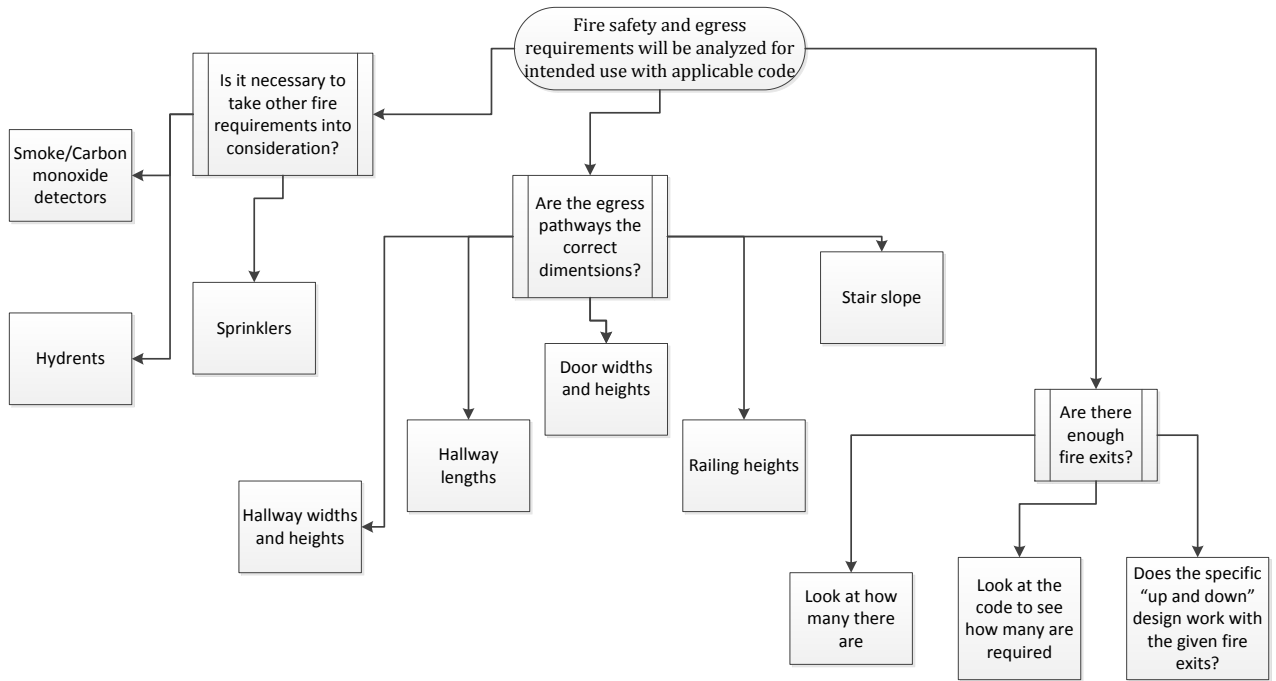 Fire safety and egress
requirements will be analyzed for
intended use with applicable code
Is it necessary to
take other fire
requirements into
consideration?
Smoke/Carbon
monoxide
detectors
Hydrents
Sprinklers
Are the egress
pathways the
correct
dimentsions?
Stair slope
Door widths
and heights
Hallway
lengths
Railing heights
Hallway widths
and heights
Are there
enough
fire exits?
Look at how
many there
are
Look at the
code to see
how many are
required
Does the specific
“up and down”
design work with
the given fire
exits?